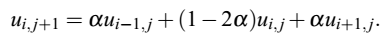 u_{i,j+1} = αu_{i−1,j} + (1 − 2α)u_{i,j} + αu_{i+1,j}.